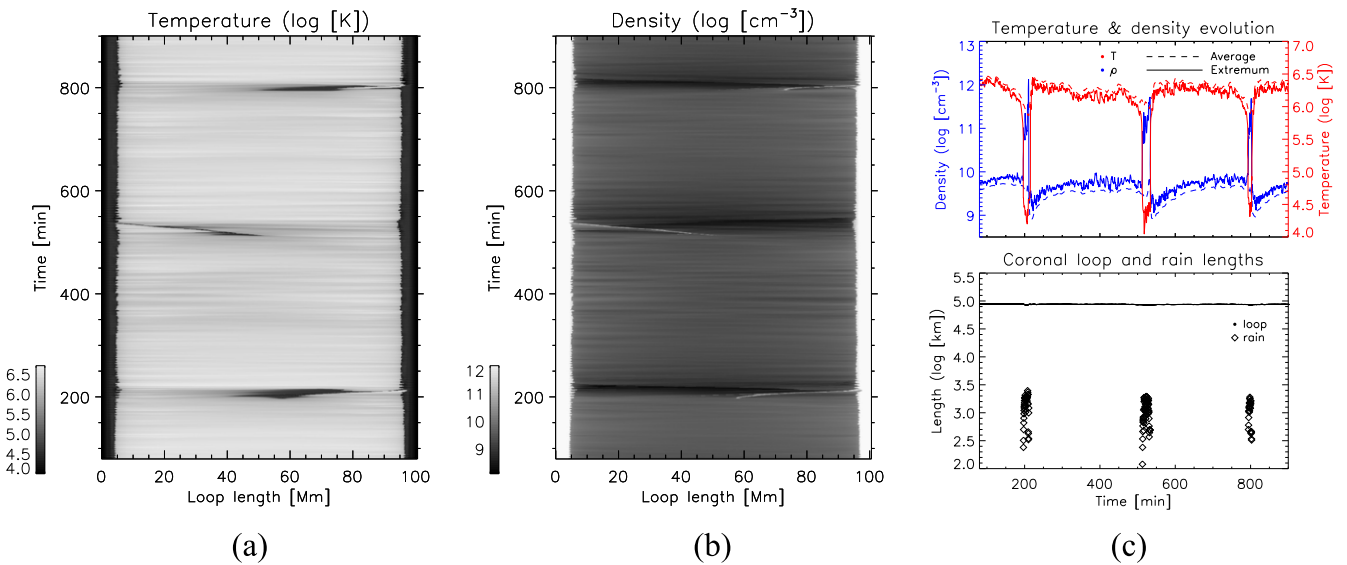 Temperature (log [K])
800
600
400
200
Time [min]
6.5
6.0
5.5
5.0
4.5
4.0
0 20 40 60 80 100
Loop length [Mm]
(a)
Density (log [cm⁻³])
800
600
400
200
Time [min]
12
11
10
9
0 20 40 60 80 100
Loop length [Mm]
(b)
Temperature & density evolution
13
12
11
10
9
Density (log [cm⁻³])
T
ρ
Average
Extremum
7.0
6.5
6.0
5.5
5.0
4.5
4.0
Temperature (log [K])
Coronal loop and rain lengths
5.5
5.0
4.5
4.0
3.5
3.0
2.5
2.0
Length (log [km])
loop
rain
200 400 600 800
Time [min]
(c)